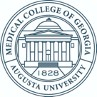 MEDICAL COLLEGE OF GEORGIA
1828
AUGUSTA UNIVERSITY